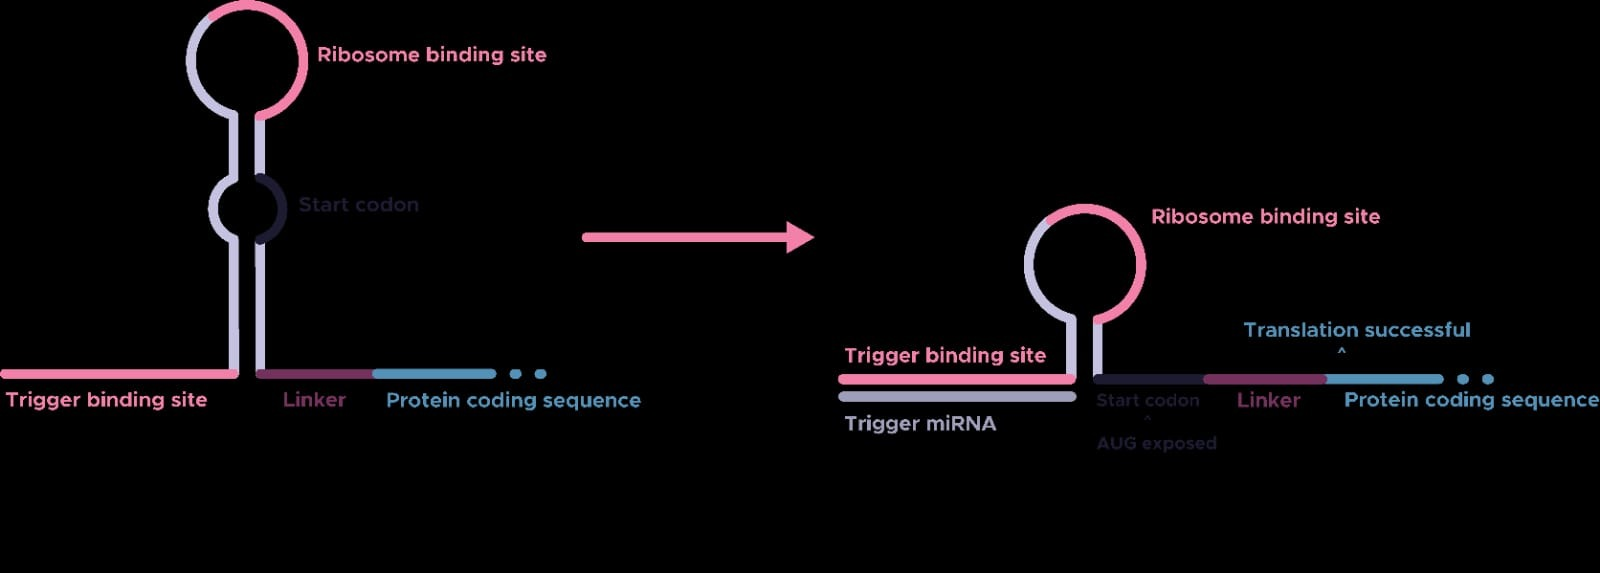 Ribosome binding site
Start codon
Trigger binding site
Linker
Protein coding sequence
Ribosome binding site
Translation successful
^
Trigger binding site
Trigger miRNA
Start codon
^
AUG exposed
Linker
Protein coding sequence